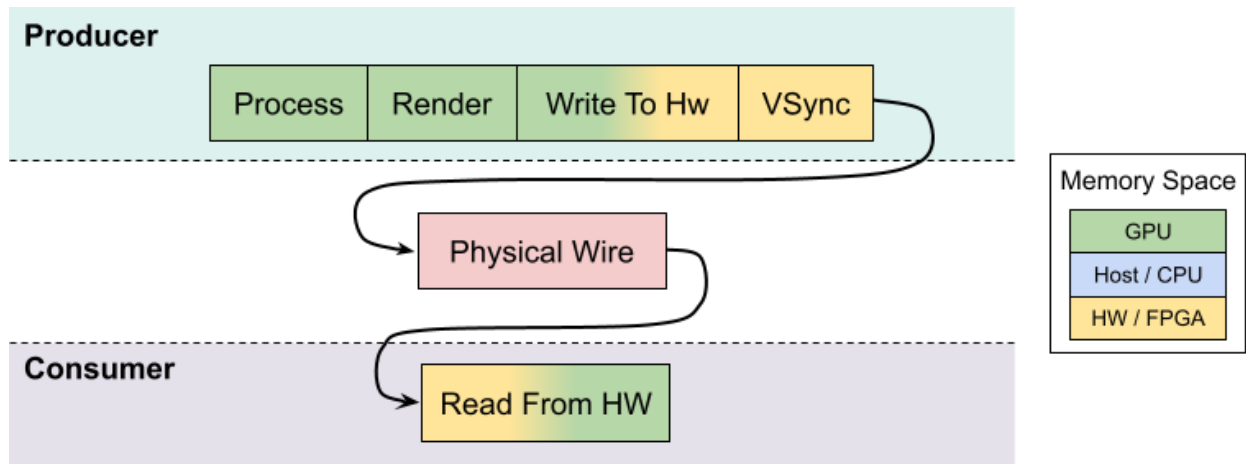 Producer
Process
Render
Write To Hw
VSync
Physical Wire
Consumer
Read From HW
Memory Space
GPU
Host / CPU
HW / FPGA